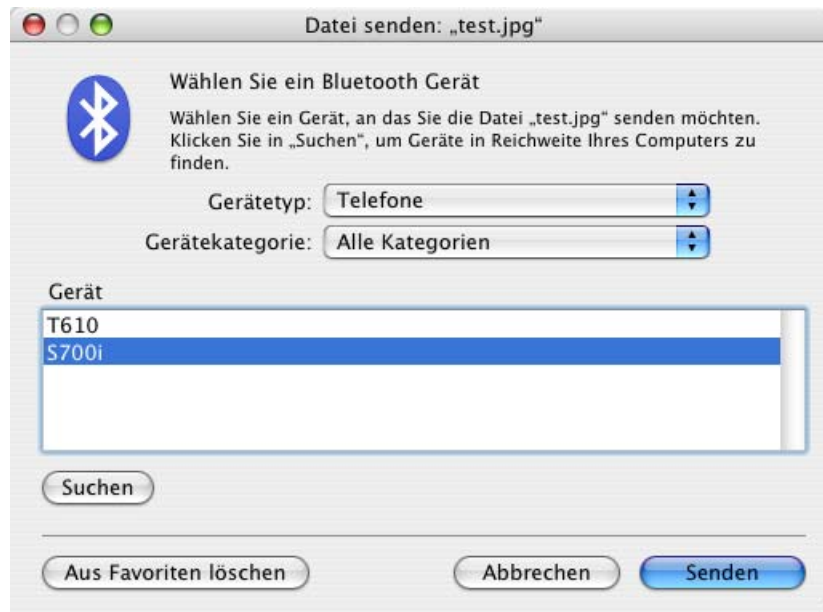 Datei senden: „test.jpg“
Wählen Sie ein Bluetooth Gerät
Wählen Sie ein Gerät, an das Sie die Datei „test.jpg“ senden möchten.
Klicken Sie in „Suchen“, um Geräte in Reichweite Ihres Computers zu
finden.
Gerätetyp: Telefone
Gerätekategorie: Alle Kategorien
Gerät
T610
S700i
Suchen
Aus Favoriten löschen Abbrechen Senden